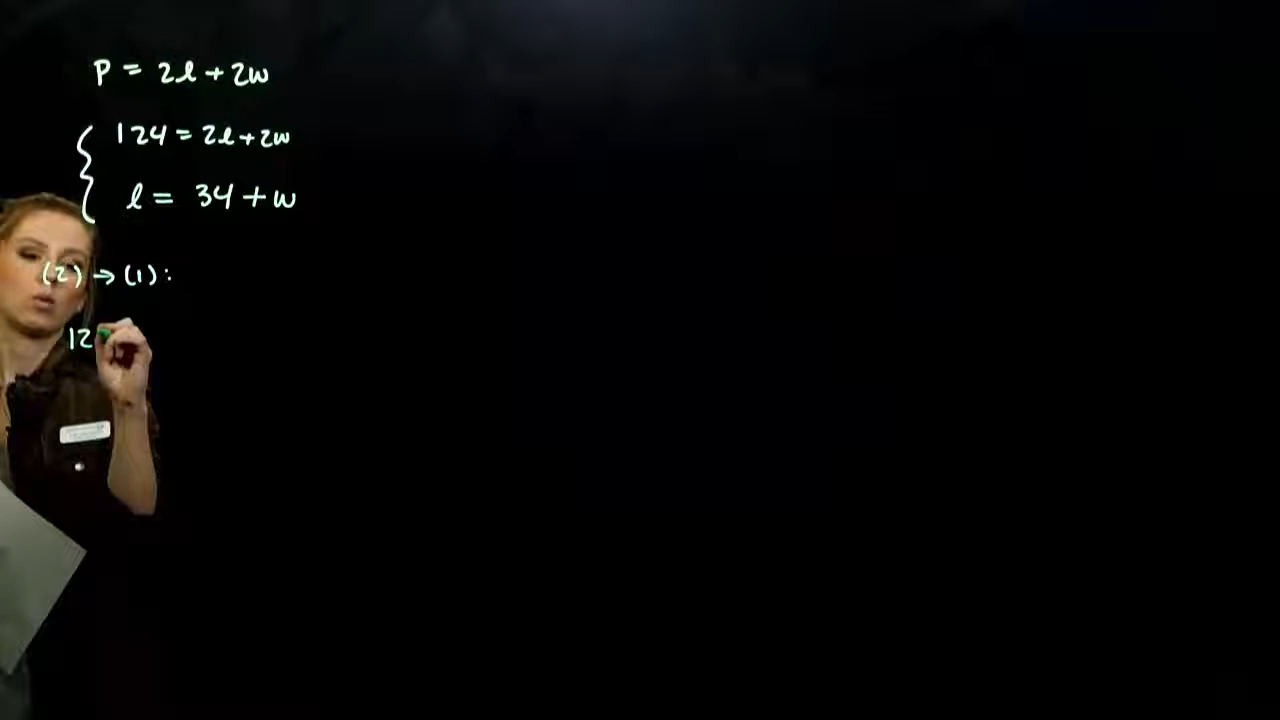 P = 2l + 2w
124 = 2l + 2w
l = 34 + w
(2) → (1):
12